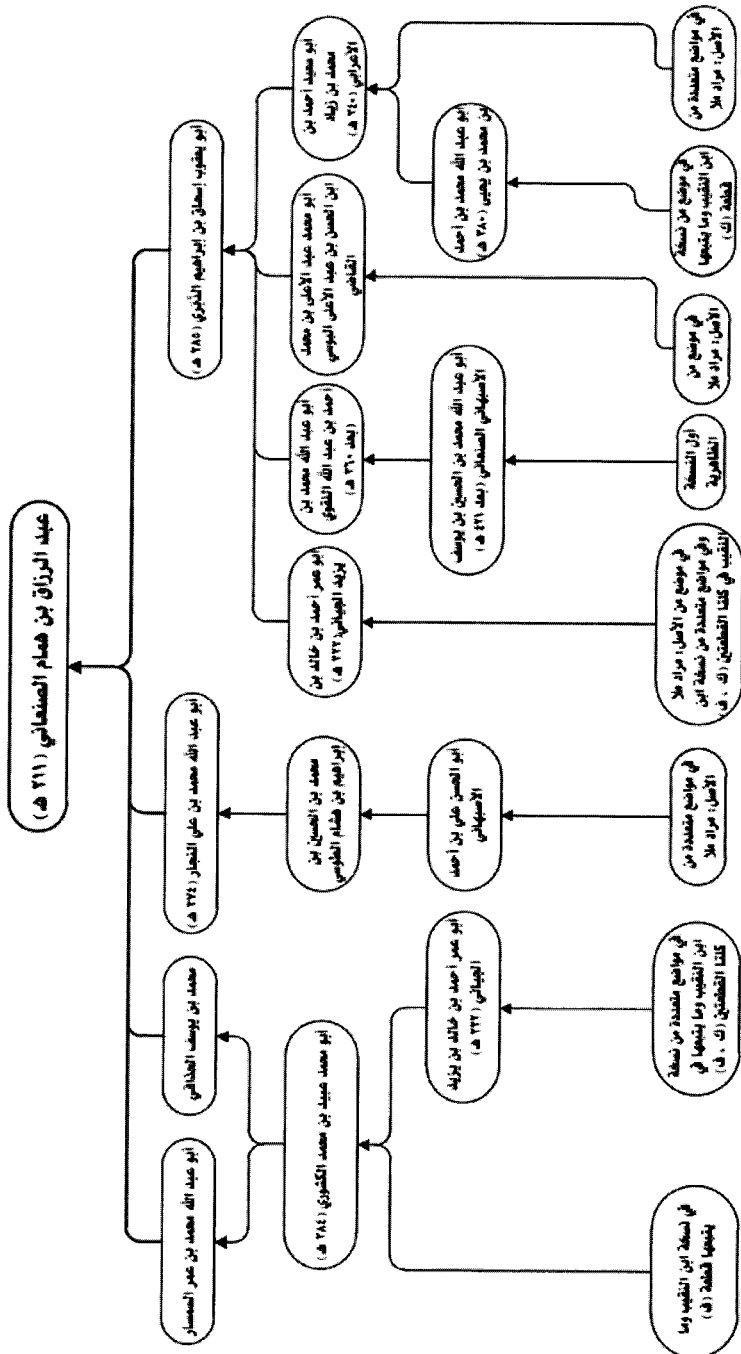 عبد الرزاق بن همام الصنعاني (٢١١ هـ)
أبو يعقوب إسحاق بن إبراهيم الدبري (٢٨٥ هـ)
أبو عبد الله محمد بن علي النجار (٢٧٤ هـ)
محمد بن يوسف الحذاقي
أبو عبد الله محمد بن عمر السمسار
أبو سعيد أحمد بن
محمد بن زياد
الأعرابي (٣٤٠ هـ)
أبو محمد عبد الأعلى بن محمد
ابن الحسن بن عبد الأعلى البوسي
القاضي
أبو عبد الله محمد بن
أحمد بن عبد الله النقوي
(بعد ٣٦٠ هـ)
أبو عمر أحمد بن خالد بن
يزيد الجياني (٣٢٢ هـ)
محمد بن الحسين بن
إبراهيم بن هشام الطوسي
أبو محمد عبيد بن محمد الكشوري (٢٨٤ هـ)
أبو عبد الله محمد بن أحمد
بن محمد بن يحيى (٣٨٠ هـ)
أبو عبد الله محمد بن الحسين بن يوسف
الأصبهاني الصنعاني (بعد ٤٢١ هـ)
أبو الحسن علي بن أحمد
الأصبهاني
أبو عمر أحمد بن خالد بن يزيد
الجياني (٣٢٢ هـ)
في مواضع متعددة من
الأصل: مراد ملا
في موضع من نسخة
ابن النقيب وما يتبعها
قطعة (ك)
في موضع من
الأصل: مراد ملا
أول النسخة
الظاهرية
في موضع من الأصل: مراد ملا
وفي مواضع متعددة من نسخة ابن
النقيب في كلتا القطعتين (ك ، ف)
في مواضع متعددة من
الأصل: مراد ملا
في مواضع متعددة من نسخة
ابن النقيب وما يتبعها في
كلتا القطعتين (ك ، ف)
في نسخة ابن النقيب وما
يتبعها قطعة (ف)